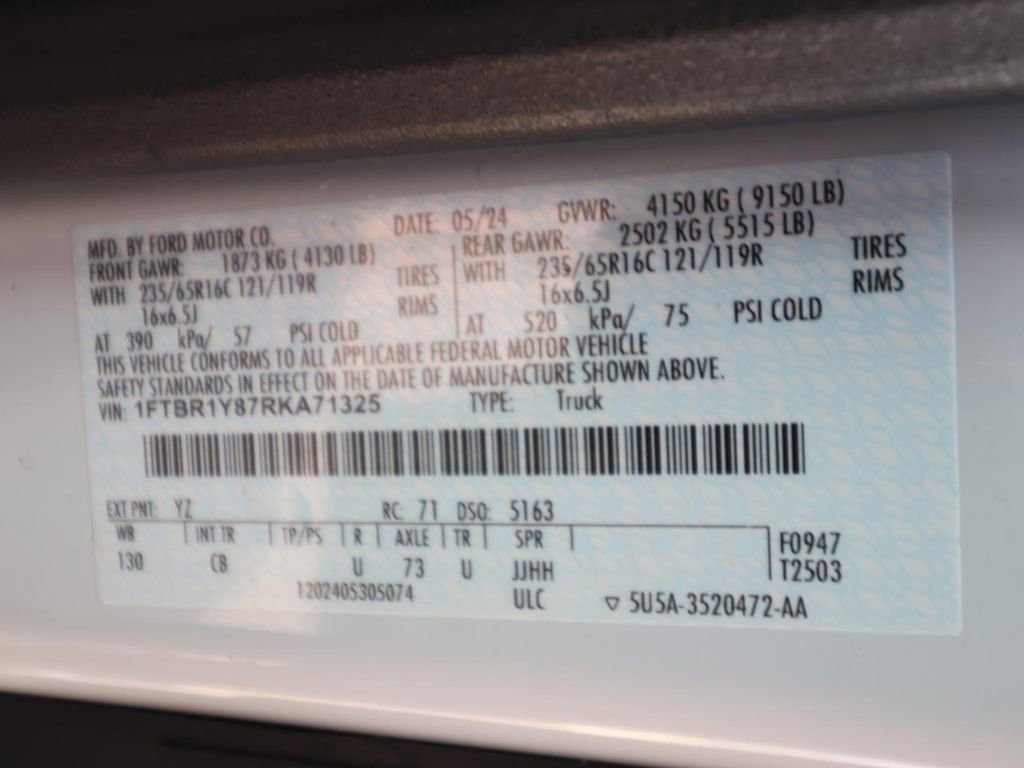 MFD. BY FORD MOTOR CO. DATE: 05/24 GVWR: 4150 KG ( 9150 LB)
FRONT GAWR: 1873 KG ( 4130 LB) REAR GAWR: 2502 KG ( 5515 LB)
WITH 235/65R16C 121/119R TIRES WITH 235/65R16C 121/119R TIRES
16x6.5J RIMS 16x6.5J RIMS
AT 390 kPa/ 57 PSI COLD AT 520 kPa/ 75 PSI COLD
THIS VEHICLE CONFORMS TO ALL APPLICABLE FEDERAL MOTOR VEHICLE
SAFETY STANDARDS IN EFFECT ON THE DATE OF MANUFACTURE SHOWN ABOVE.
VIN: 1FTBR1Y87RKA71325 TYPE: Truck
EXT PNT: YZ RC: 71 DSO: 5163
WB INT TR TP/PS R AXLE TR SPR F0947
130 CB U 73 U JJHH T2503
1202405305074 ULC ▽ 5U5A-3520472-AA